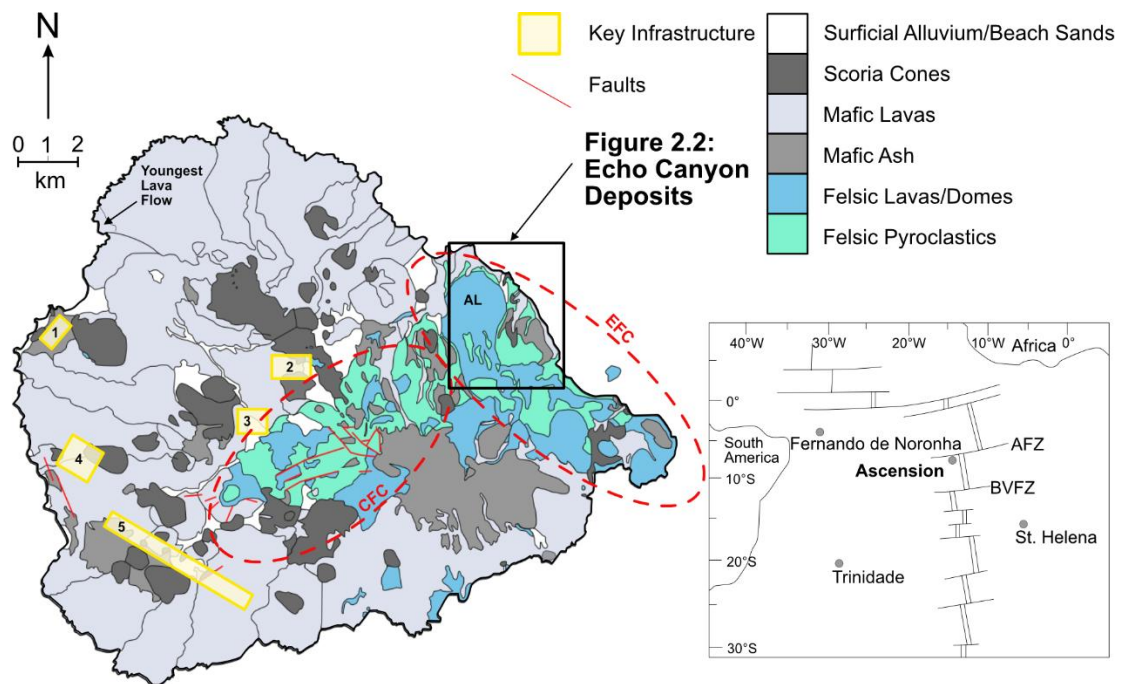 N
0 1 2
km
Key Infrastructure
Faults
Figure 2.2:
Echo Canyon
Deposits
Surficial Alluvium/Beach Sands
Scoria Cones
Mafic Lavas
Mafic Ash
Felsic Lavas/Domes
Felsic Pyroclastics
Youngest
Lava
Flow
AL
EFC
1
2
3
CFC
4
5
30°W
20°W
10°W
0°
Africa
0°
South
America
Fernando de Noronha
AFZ
Ascension
10°S
BVFZ
St. Helena
20°S
Trinidade
30°S